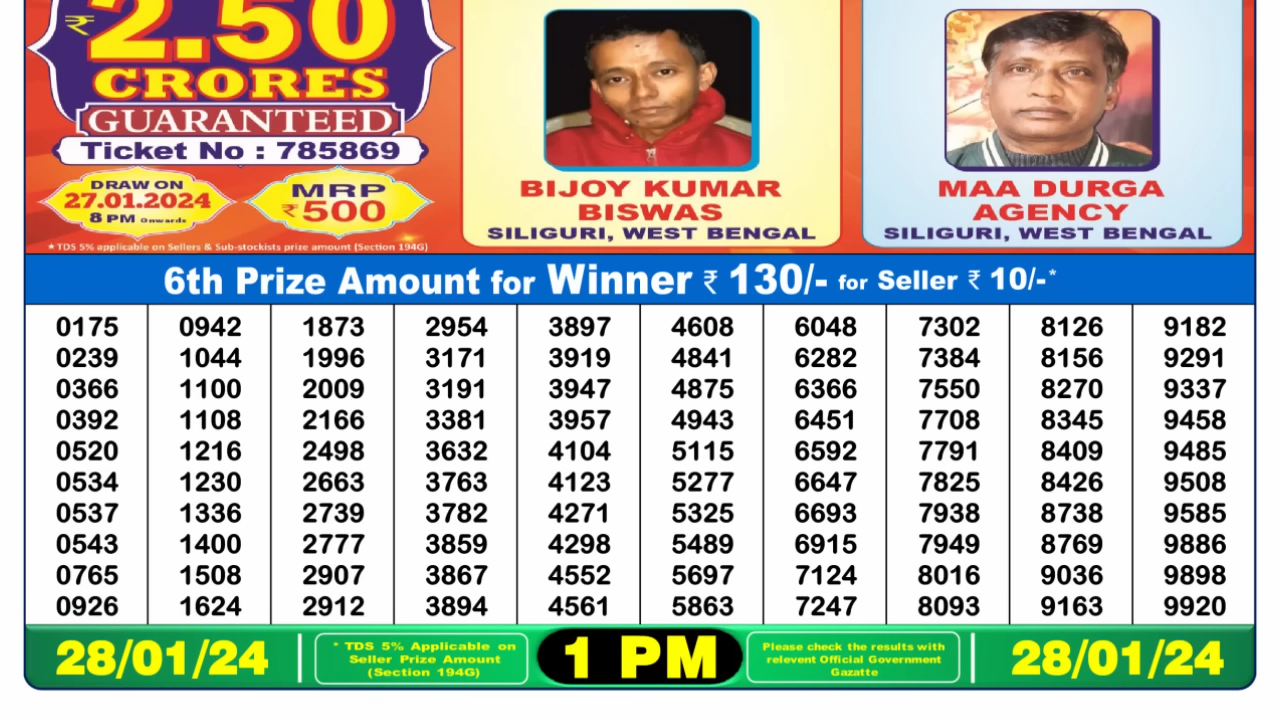 ₹2.50
CRORES
GUARANTEED
Ticket No : 785869
DRAW ON
27.01.2024
8 PM Onwards
MRP
₹500
★TDS 5% applicable on Sellers & Sub-stockists prize amount (Section 194G)
BIJOY KUMAR
BISWAS
SILIGURI, WEST BENGAL
MAA DURGA
AGENCY
SILIGURI, WEST BENGAL
6th Prize Amount for Winner ₹ 130/- for Seller ₹ 10/-*
0175 0942 1873 2954 3897 4608 6048 7302 8126 9182
0239 1044 1996 3171 3919 4841 6282 7384 8156 9291
0366 1100 2009 3191 3947 4875 6366 7550 8270 9337
0392 1108 2166 3381 3957 4943 6451 7708 8345 9458
0520 1216 2498 3632 4104 5115 6592 7791 8409 9485
0534 1230 2663 3763 4123 5277 6647 7825 8426 9508
0537 1336 2739 3782 4271 5325 6693 7938 8738 9585
0543 1400 2777 3859 4298 5489 6915 7949 8769 9886
0765 1508 2907 3867 4552 5697 7124 8016 9036 9898
0926 1624 2912 3894 4561 5863 7247 8093 9163 9920
28/01/24
* TDS 5% Applicable on
Seller Prize Amount
(Section 194G)
1 PM
Please check the results with
relevent Official Government
Gazatte
28/01/24